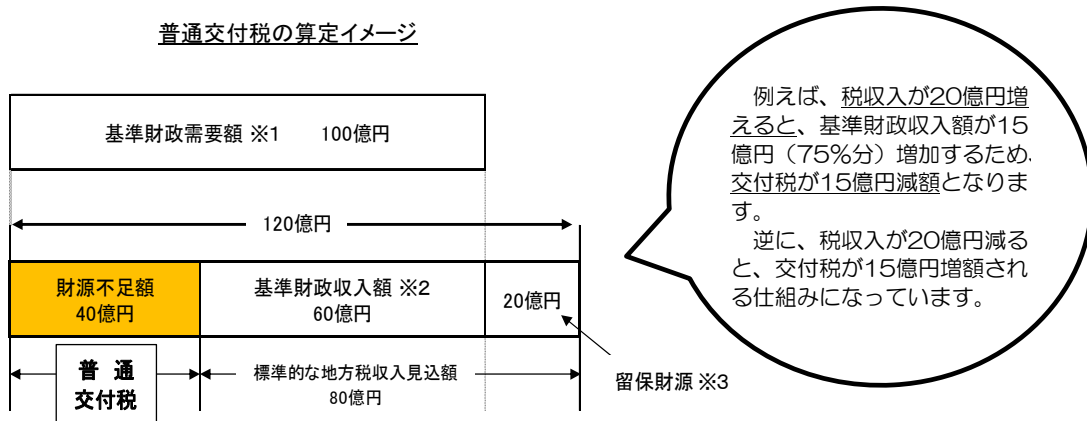 普通交付税の算定イメージ
基準財政需要額 ※1　100億円
120億円
財源不足額
40億円
基準財政収入額 ※2
60億円
20億円
普　通
交付税
標準的な地方税収入見込額
80億円
留保財源 ※3
例えば、税収入が20億円増
えると、基準財政収入額が15
億円（75%分）増加するため、
交付税が15億円減額となりま
す。
逆に、税収入が20億円減る
と、交付税が15億円増額され
る仕組みになっています。